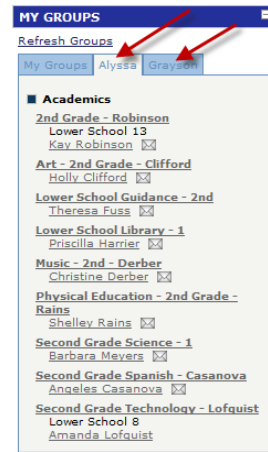 MY GROUPS
Refresh Groups
My Groups Alyssa Grayson
Academics
2nd Grade - Robinson
Lower School 13
Kay Robinson
Art - 2nd Grade - Clifford
Holly Clifford
Lower School Guidance - 2nd
Theresa Fuss
Lower School Library - 1
Priscilla Harrier
Music - 2nd - Derber
Christine Derber
Physical Education - 2nd Grade -
Rains
Shelley Rains
Second Grade Science - 1
Barbara Meyers
Second Grade Spanish - Casanova
Angeles Casanova
Second Grade Technology - Lofquist
Lower School 8
Amanda Lofquist